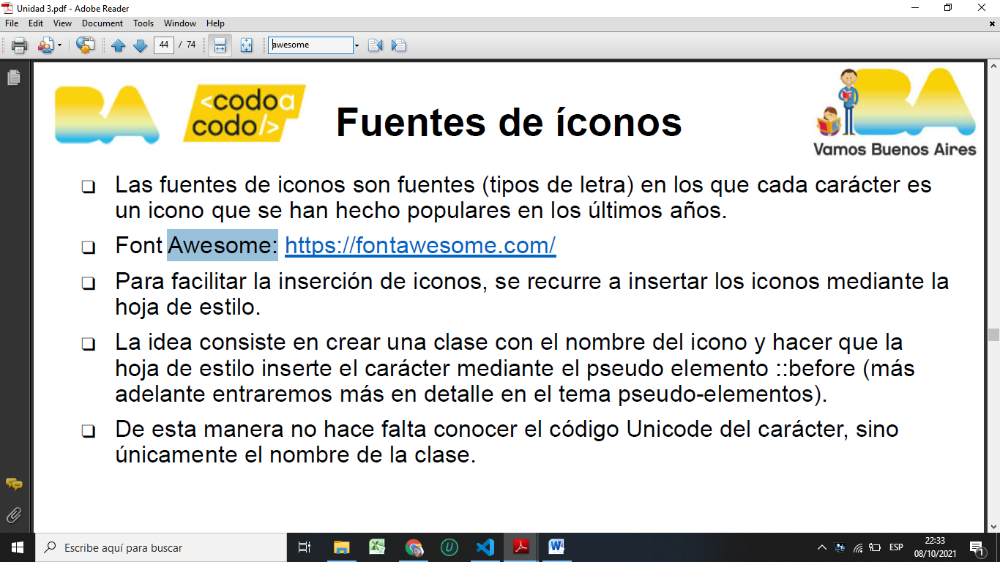 Unidad 3.pdf - Adobe Reader
File Edit View Document Tools Window Help
44 / 74 awesome
BA <codo a codo/> Fuentes de íconos BA
Vamos Buenos Aires
❑ Las fuentes de iconos son fuentes (tipos de letra) en los que cada carácter es
un icono que se han hecho populares en los últimos años.
❑ Font Awesome: https://fontawesome.com/
❑ Para facilitar la inserción de iconos, se recurre a insertar los iconos mediante la
hoja de estilo.
❑ La idea consiste en crear una clase con el nombre del icono y hacer que la
hoja de estilo inserte el carácter mediante el pseudo elemento ::before (más
adelante entraremos más en detalle en el tema pseudo-elementos).
❑ De esta manera no hace falta conocer el código Unicode del carácter, sino
únicamente el nombre de la clase.
Escribe aquí para buscar
ESP
22:33
08/10/2021
1